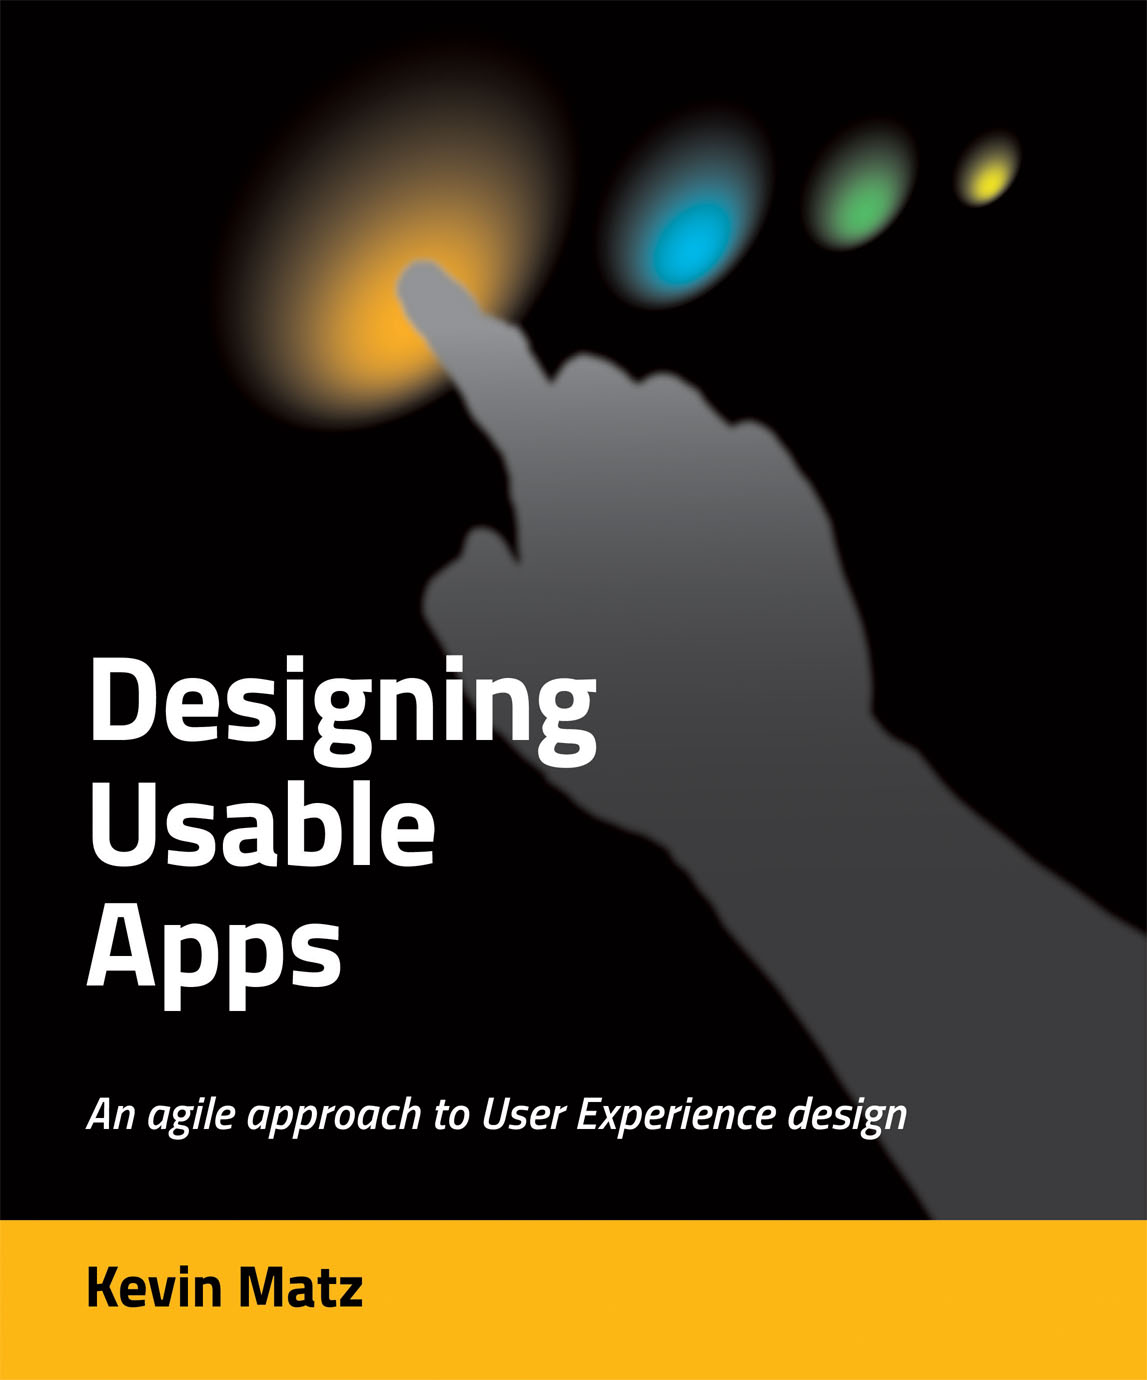 Designing
Usable
Apps
An agile approach to User Experience design
Kevin Matz